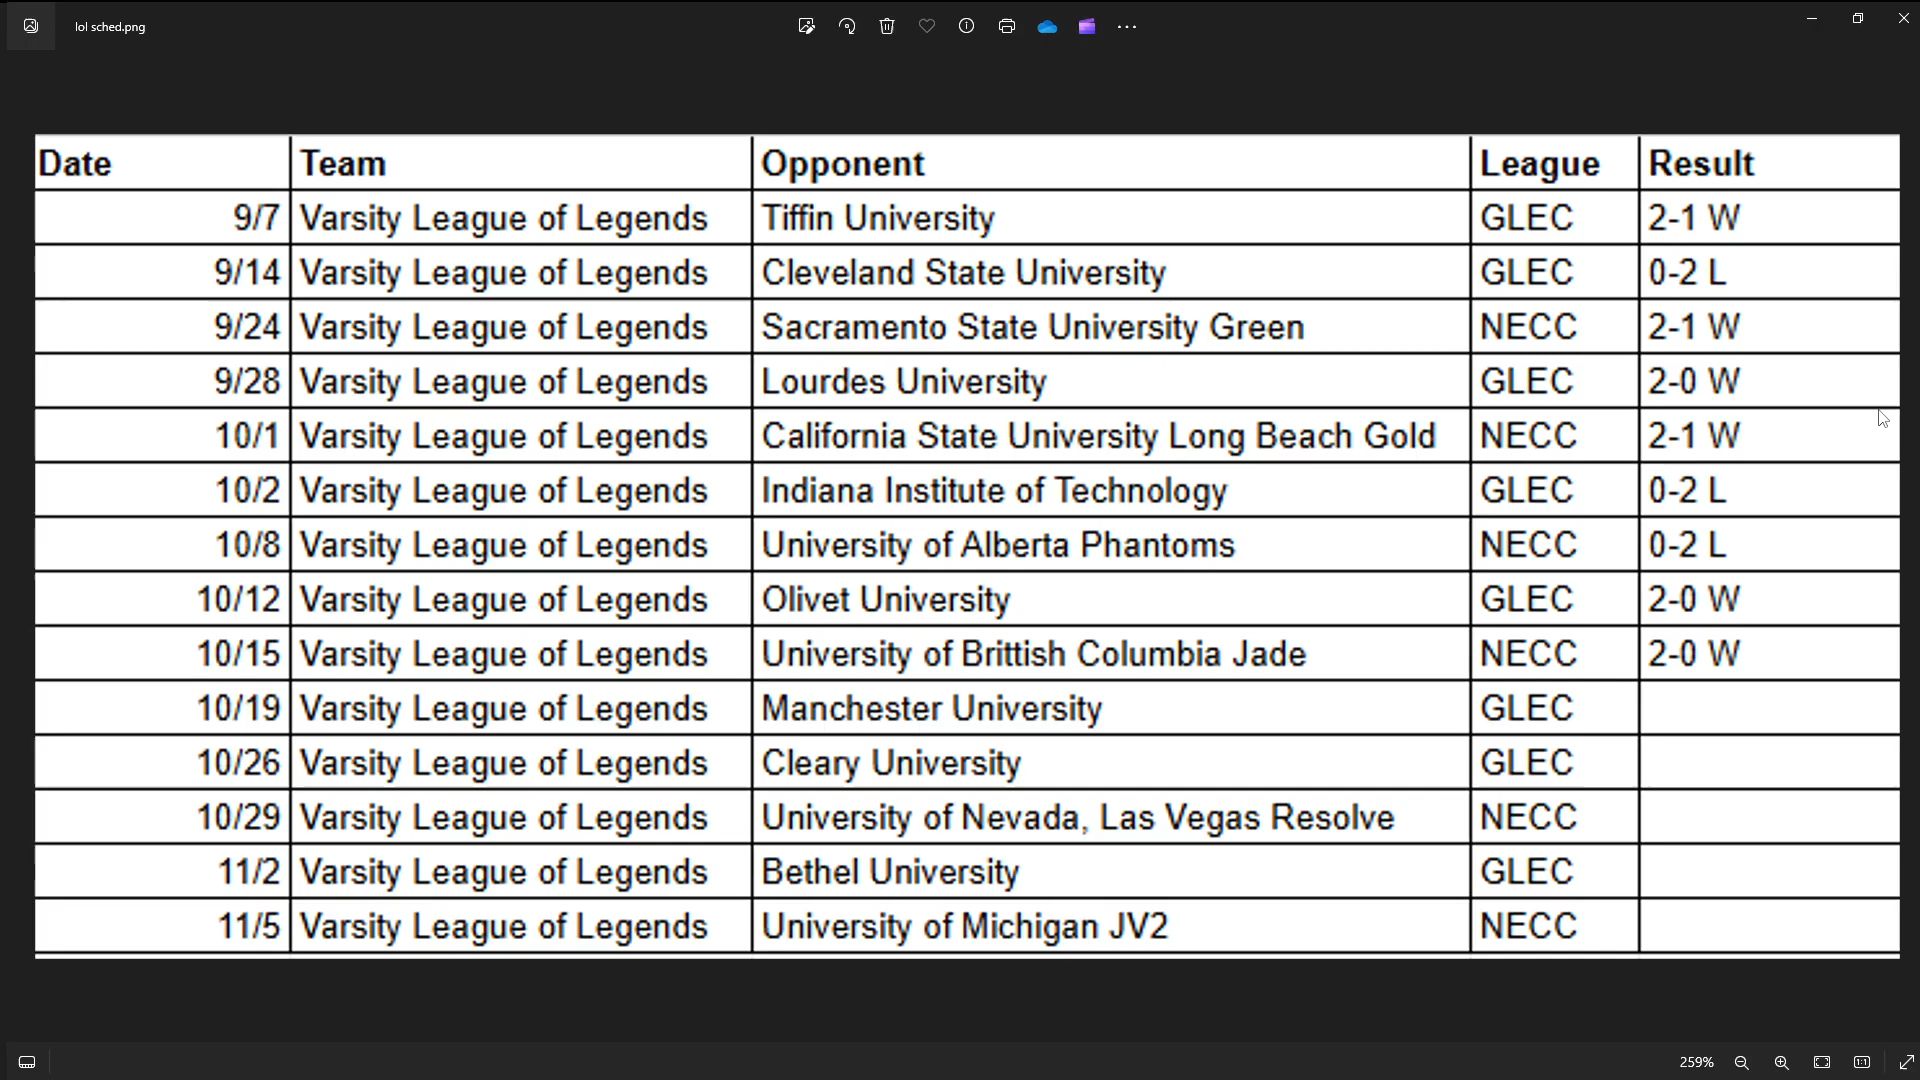 lol sched.png
Date Team Opponent League Result
9/7 Varsity League of Legends Tiffin University GLEC 2-1 W
9/14 Varsity League of Legends Cleveland State University GLEC 0-2 L
9/24 Varsity League of Legends Sacramento State University Green NECC 2-1 W
9/28 Varsity League of Legends Lourdes University GLEC 2-0 W
10/1 Varsity League of Legends California State University Long Beach Gold NECC 2-1 W
10/2 Varsity League of Legends Indiana Institute of Technology GLEC 0-2 L
10/8 Varsity League of Legends University of Alberta Phantoms NECC 0-2 L
10/12 Varsity League of Legends Olivet University GLEC 2-0 W
10/15 Varsity League of Legends University of Brittish Columbia Jade NECC 2-0 W
10/19 Varsity League of Legends Manchester University GLEC
10/26 Varsity League of Legends Cleary University GLEC
10/29 Varsity League of Legends University of Nevada, Las Vegas Resolve NECC
11/2 Varsity League of Legends Bethel University GLEC
11/5 Varsity League of Legends University of Michigan JV2 NECC
259%